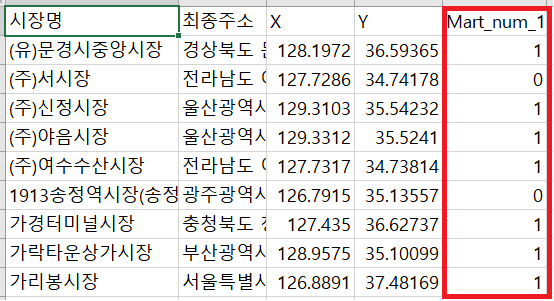 시장명 최종주소 X Y Mart_num_1
(유)문경시중앙시장 경상북도 128.1972 36.59365 1
(주)서시장 전라남도 127.7286 34.74178 0
(주)신정시장 울산광역시 129.3103 35.54232 1
(주)야음시장 울산광역시 129.3312 35.5241 1
(주)여수수산시장 전라남도 127.7317 34.73814 1
1913송정역시장(송정 광주광역시 126.7915 35.13557 0
가경터미널시장 충청북도 127.435 36.62737 1
가락타운상가시장 부산광역시 128.9575 35.10099 1
가리봉시장 서울특별시 126.8891 37.48169 1